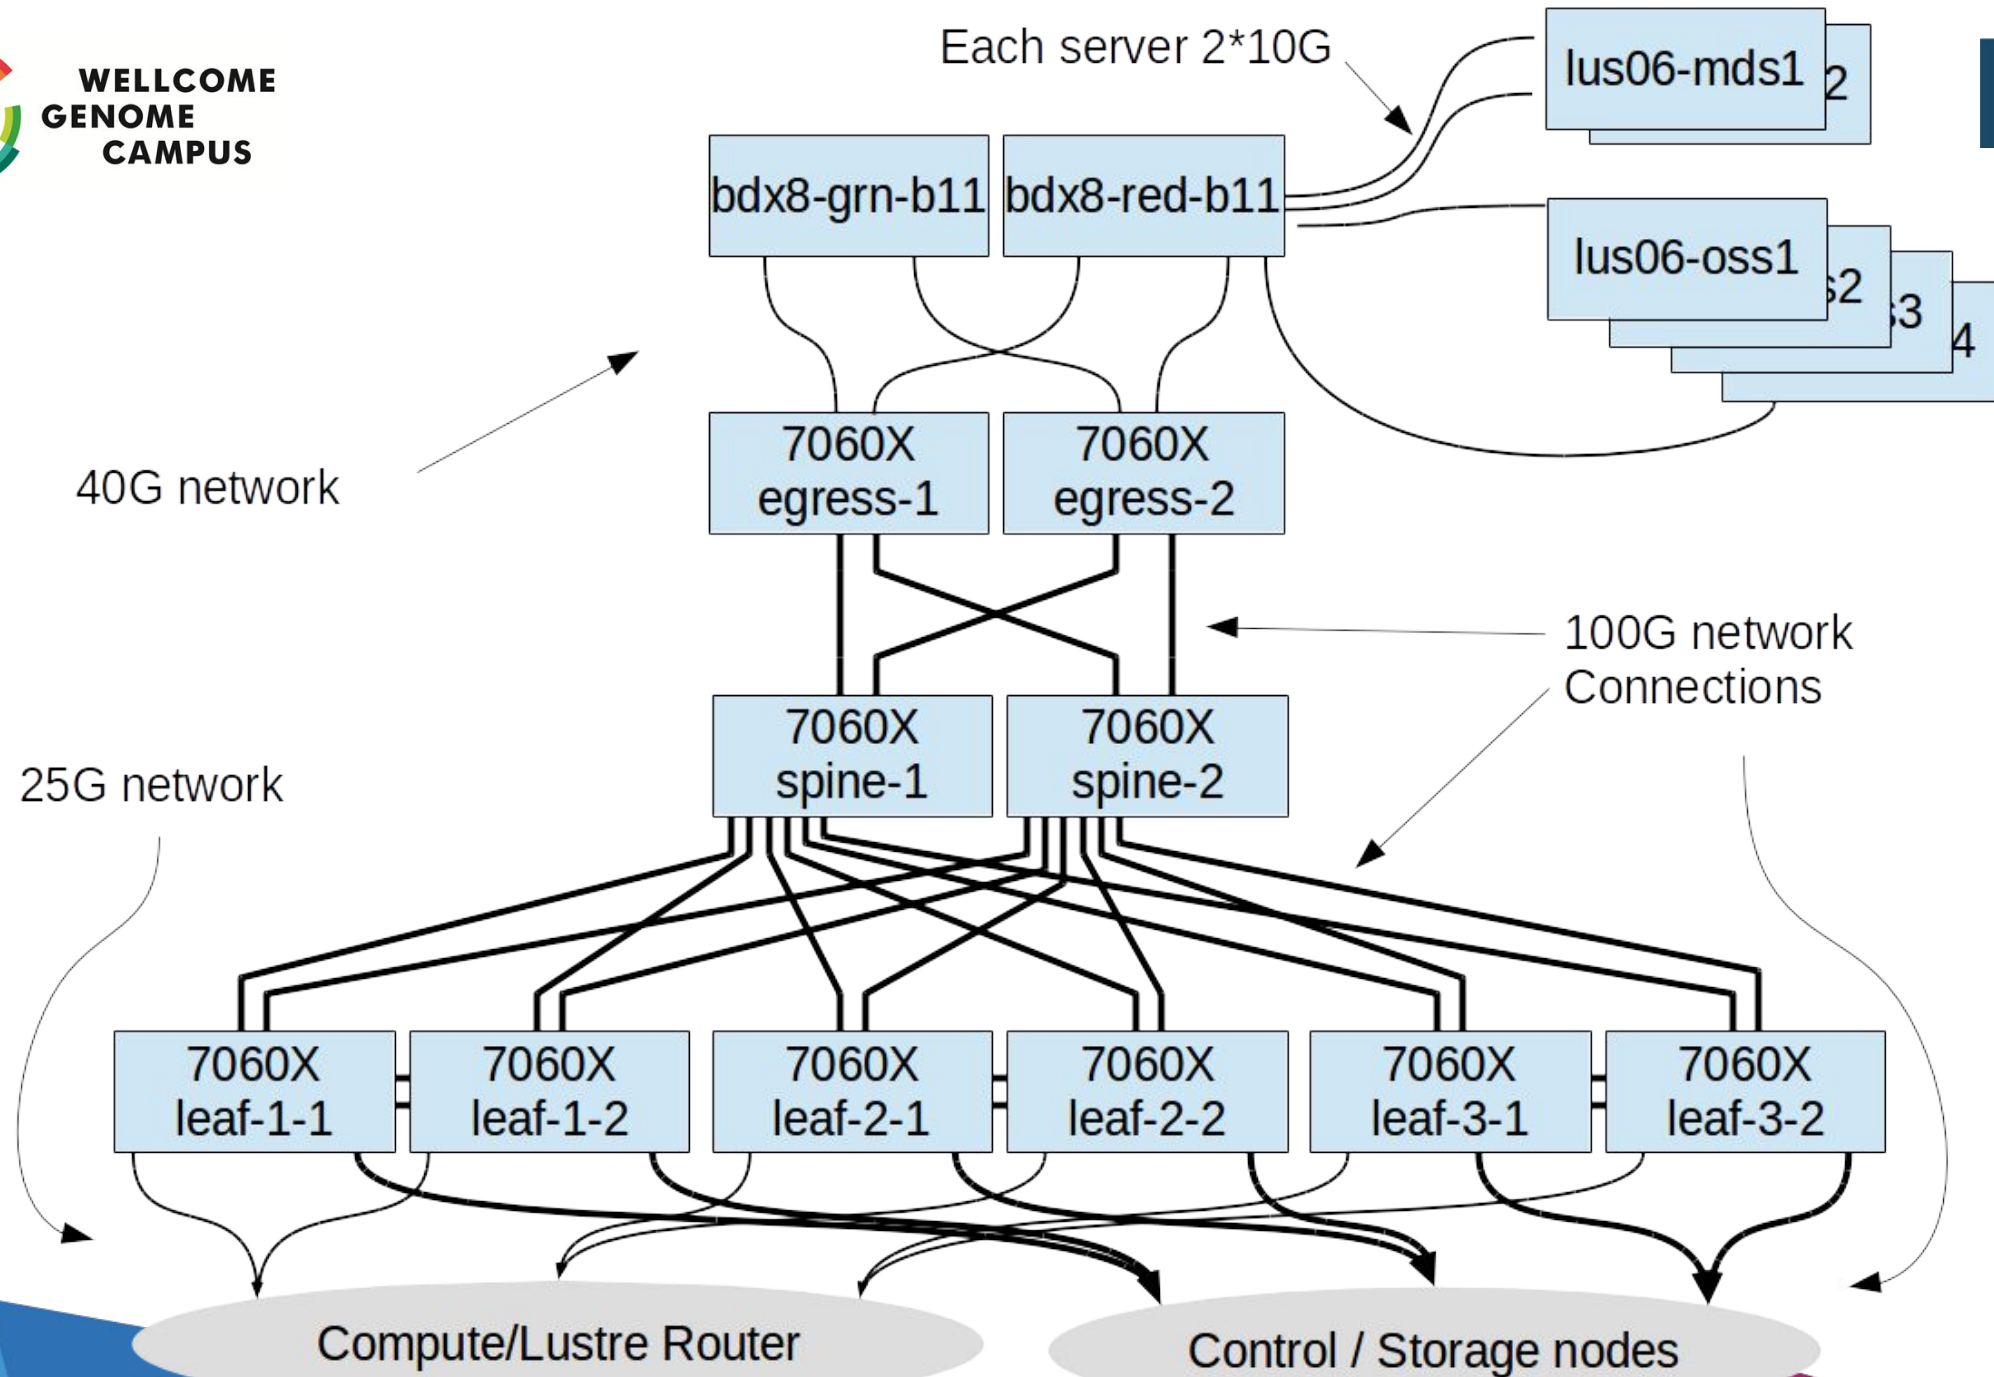 WELLCOME
GENOME
CAMPUS
Each server 2*10G
lus06-mds1
2
bdx8-grn-b11
bdx8-red-b11
lus06-oss1
s2
s3
4
40G network
7060X
egress-1
7060X
egress-2
100G network
Connections
25G network
7060X
spine-1
7060X
spine-2
7060X
leaf-1-1
7060X
leaf-1-2
7060X
leaf-2-1
7060X
leaf-2-2
7060X
leaf-3-1
7060X
leaf-3-2
Compute/Lustre Router
Control / Storage nodes